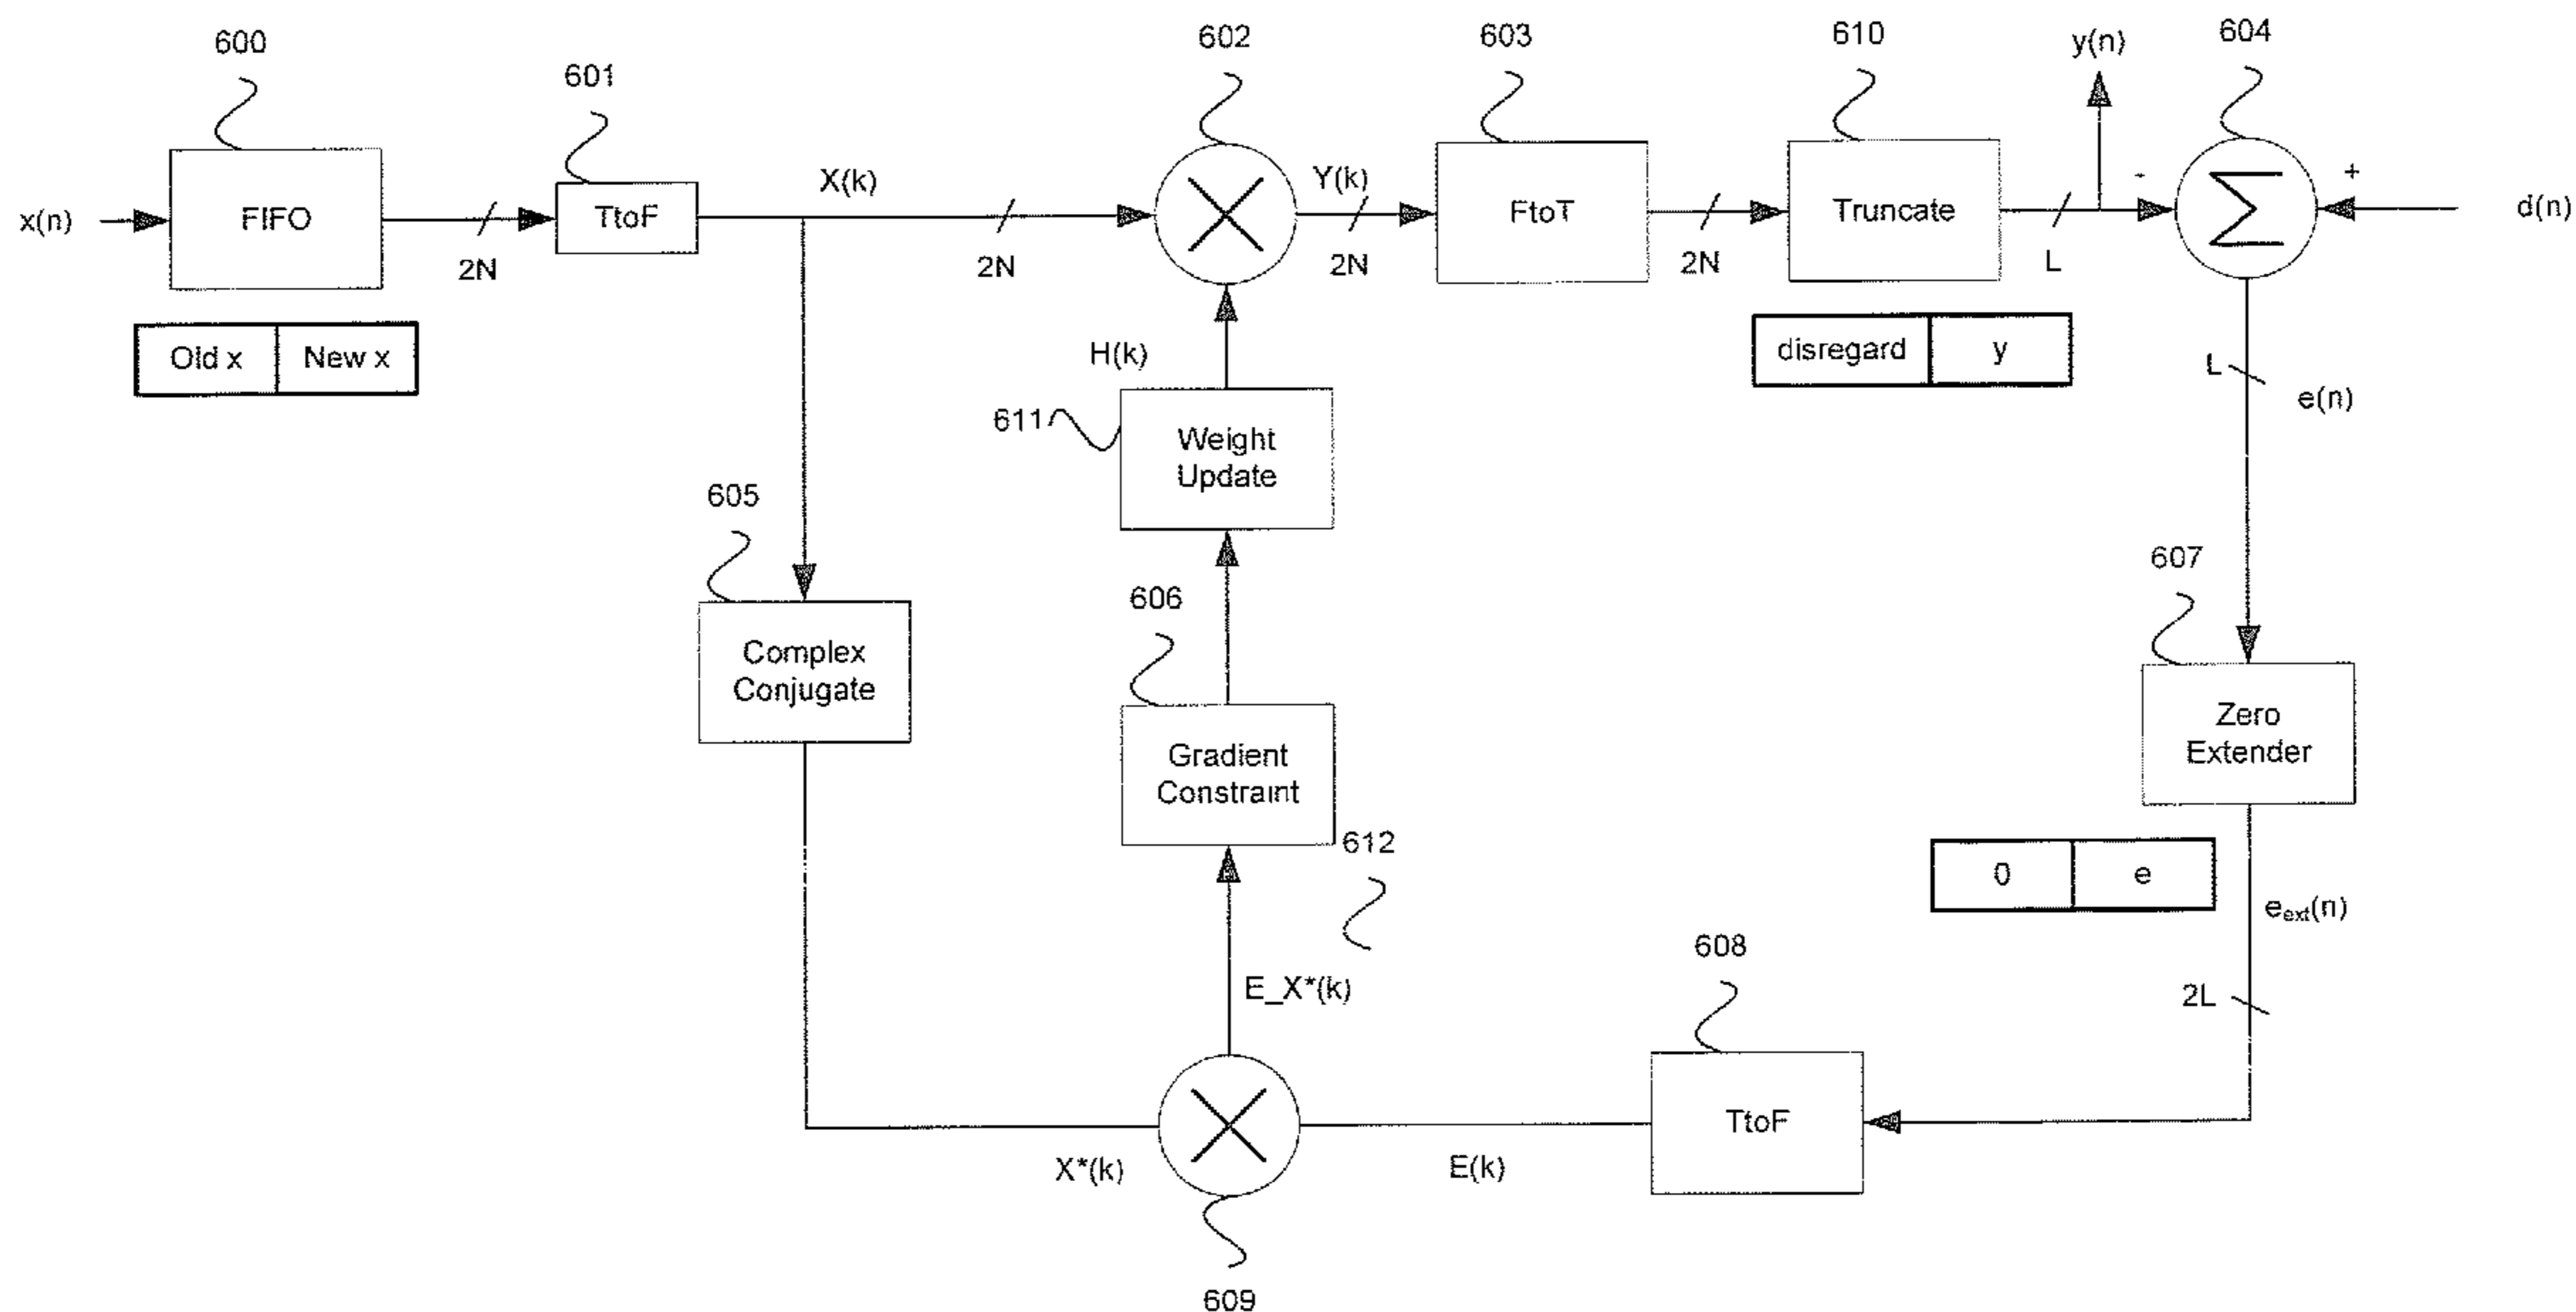 600
601
602
603
610
y(n)
604
x(n)
FIFO
2N
TtoF
X(k)
2N
Y(k)
2N
FtoT
2N
Truncate
L
-
Σ
+
d(n)
Old x
New x
H(k)
disregard
y
L
e(n)
611
Weight
Update
605
606
607
Complex
Conjugate
Gradient
Constraint
612
Zero
Extender
0
e
e_ext(n)
608
E_X*(k)
2L
TtoF
X*(k)
E(k)
609